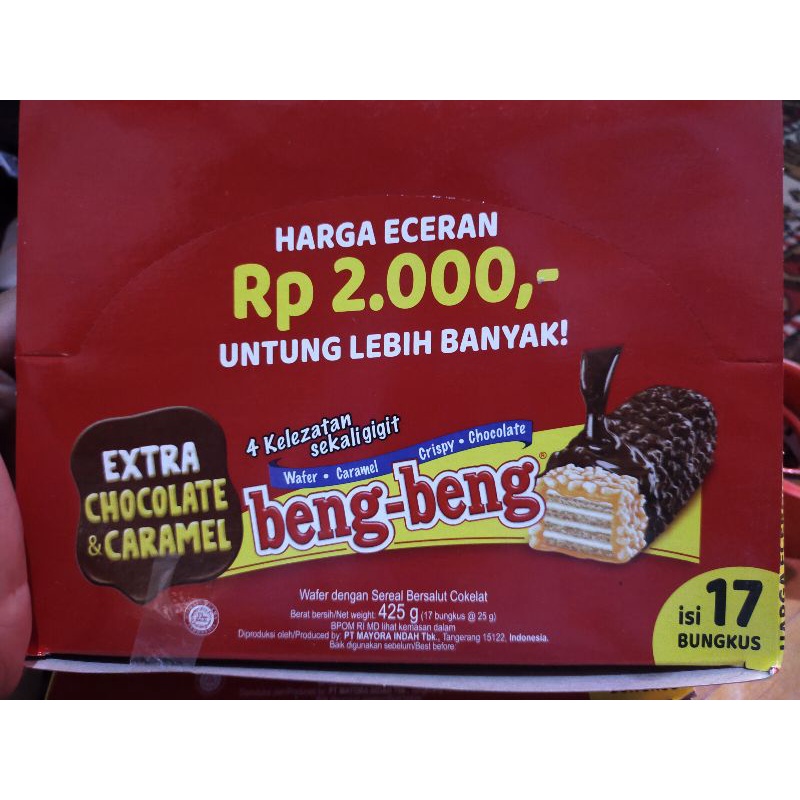 HARGA ECERAN
Rp 2.000,-
UNTUNG LEBIH BANYAK!
4 Kelezatan
sekali gigit
Wafer • Caramel Crispy • Chocolate
beng-beng®
EXTRA
CHOCOLATE
& CARAMEL
Wafer dengan Sereal Bersalut Cokelat
Berat bersih/Net weight: 425 g (17 bungkus @ 25 g)
BPOM RI MD lihat kemasan dalam
Diproduksi oleh/Produced by: PT MAYORA INDAH Tbk., Tangerang 15122, Indonesia.
Baik digunakan sebelum/Best before:
isi 17
BUNGKUS